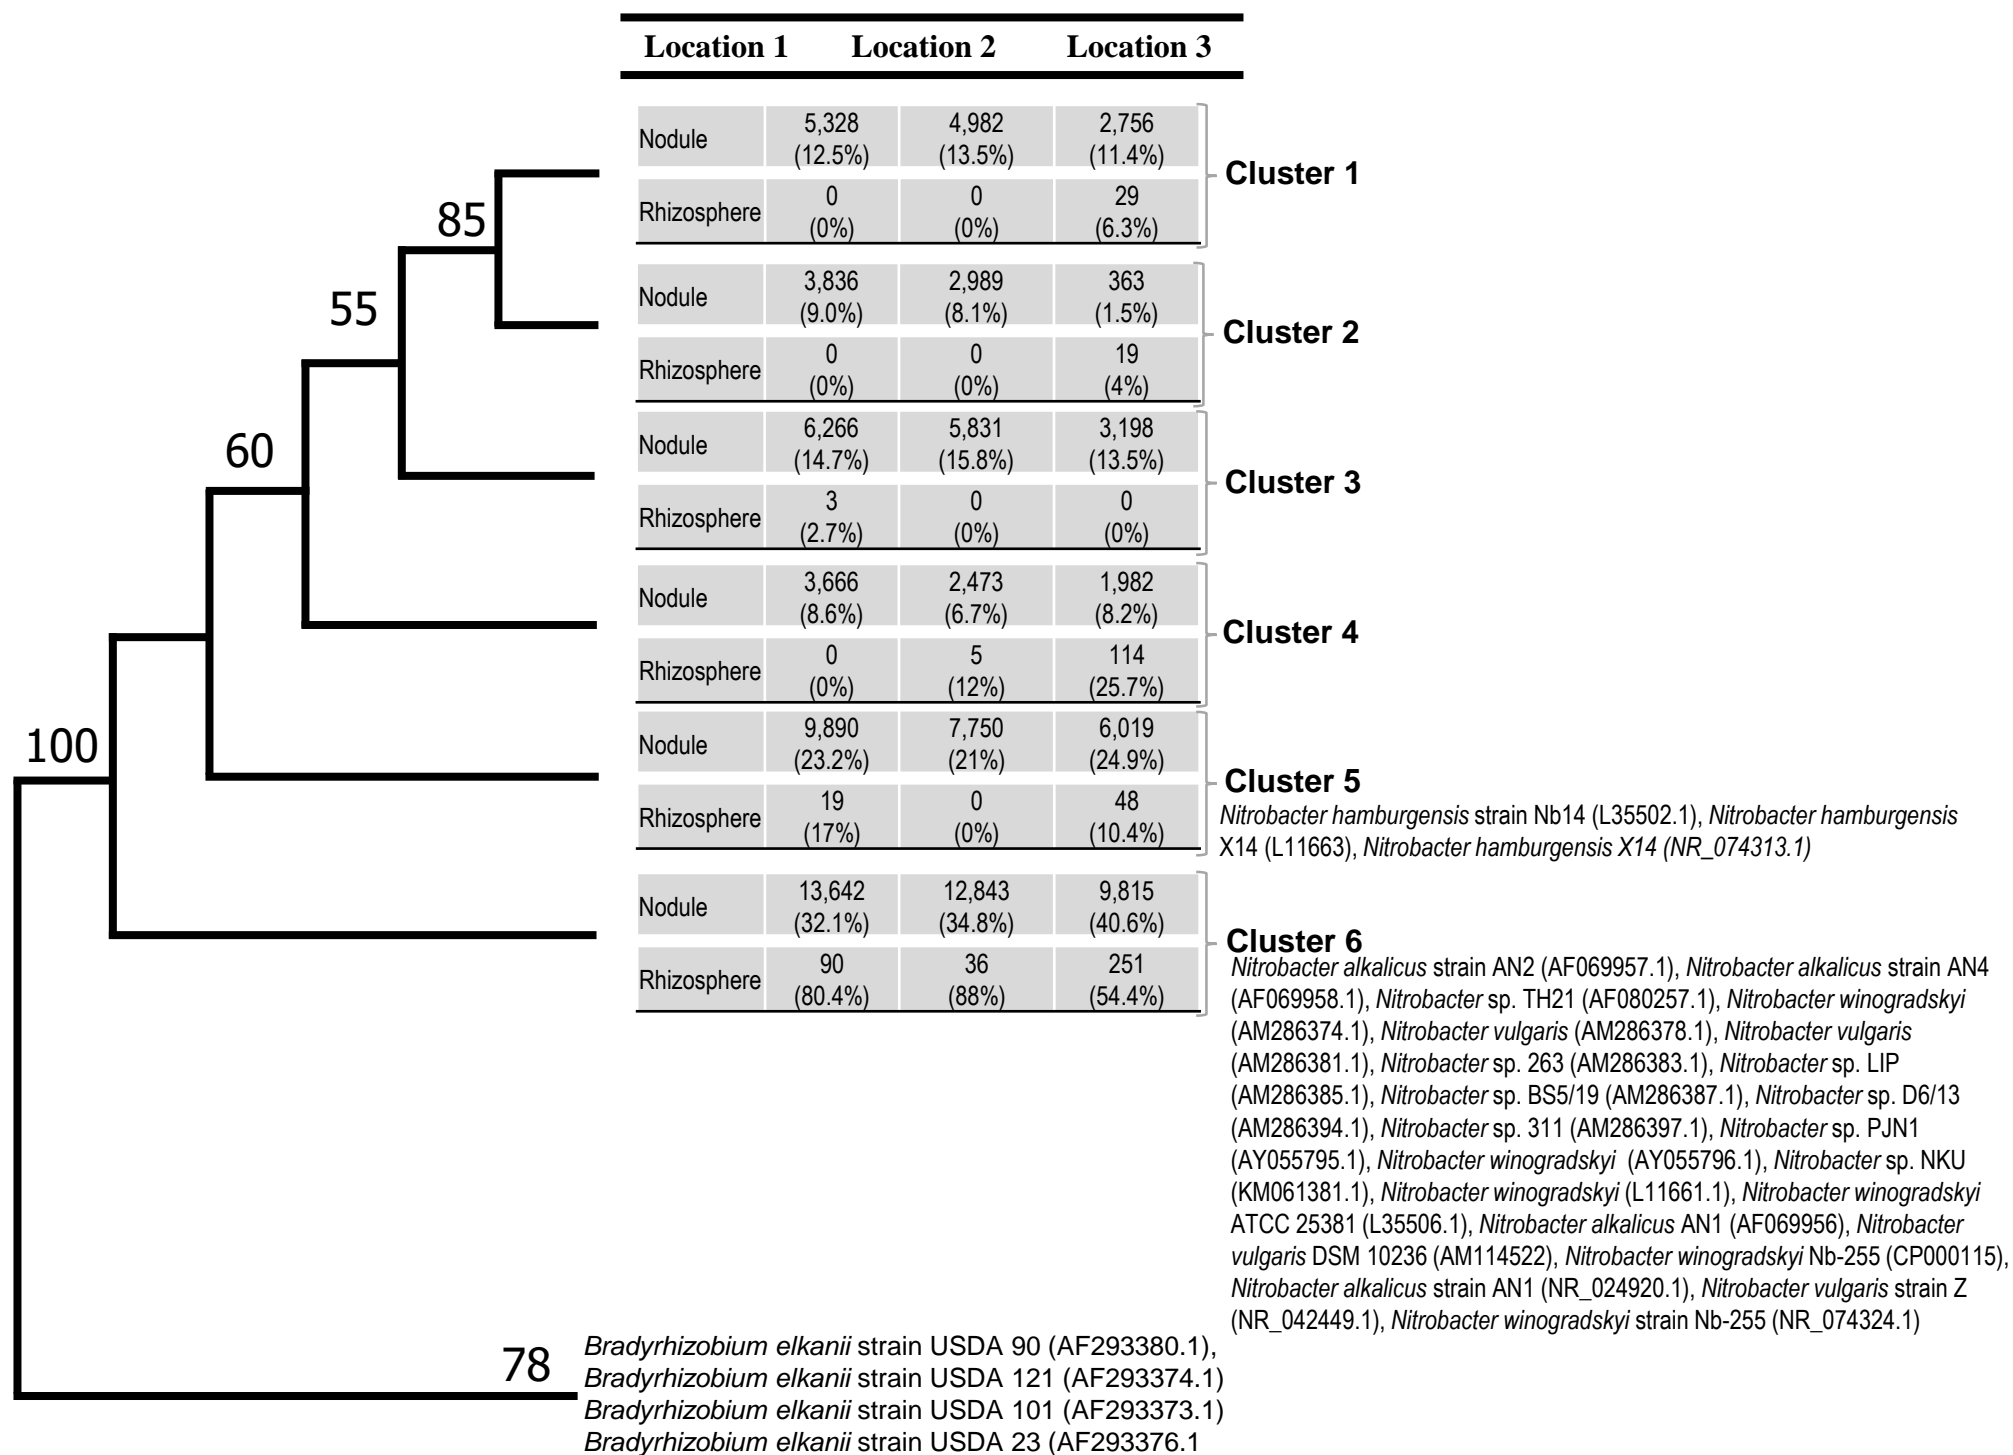 Location 1 Location 2 Location 3
Nodule 5,328 4,982 2,756
(12.5%) (13.5%) (11.4%)
Cluster 1
Rhizosphere 0 0 29
(0%) (0%) (6.3%)
85
Nodule 3,836 2,989 363
(9.0%) (8.1%) (1.5%)
55
Cluster 2
Rhizosphere 0 0 19
(0%) (0%) (4%)
Nodule 6,266 5,831 3,198
(14.7%) (15.8%) (13.5%)
60
Cluster 3
Rhizosphere 3 0 0
(2.7%) (0%) (0%)
Nodule 3,666 2,473 1,982
(8.6%) (6.7%) (8.2%)
Cluster 4
Rhizosphere 0 5 114
(0%) (12%) (25.7%)
Nodule 9,890 7,750 6,019
(23.2%) (21%) (24.9%)
100
Cluster 5
Rhizosphere 19 0 48
(17%) (0%) (10.4%)
Nitrobacter hamburgensis strain Nb14 (L35502.1), Nitrobacter hamburgensis
X14 (L11663), Nitrobacter hamburgensis X14 (NR_074313.1)
Nodule 13,642 12,843 9,815
(32.1%) (34.8%) (40.6%)
Cluster 6
Rhizosphere 90 36 251
(80.4%) (88%) (54.4%)
Nitrobacter alkalicus strain AN2 (AF069957.1), Nitrobacter alkalicus strain AN4
(AF069958.1), Nitrobacter sp. TH21 (AF080257.1), Nitrobacter winogradskyi
(AM286374.1), Nitrobacter vulgaris (AM286378.1), Nitrobacter vulgaris
(AM286381.1), Nitrobacter sp. 263 (AM286383.1), Nitrobacter sp. LIP
(AM286385.1), Nitrobacter sp. BS5/19 (AM286387.1), Nitrobacter sp. D6/13
(AM286394.1), Nitrobacter sp. 311 (AM286397.1), Nitrobacter sp. PJN1
(AY055795.1), Nitrobacter winogradskyi (AY055796.1), Nitrobacter sp. NKU
(KM061381.1), Nitrobacter winogradskyi (L11661.1), Nitrobacter winogradskyi
ATCC 25381 (L35506.1), Nitrobacter alkalicus AN1 (AF069956), Nitrobacter
vulgaris DSM 10236 (AM114522), Nitrobacter winogradskyi Nb-255 (CP000115),
Nitrobacter alkalicus strain AN1 (NR_024920.1), Nitrobacter vulgaris strain Z
(NR_042449.1), Nitrobacter winogradskyi strain Nb-255 (NR_074324.1)
78
Bradyrhizobium elkanii strain USDA 90 (AF293380.1),
Bradyrhizobium elkanii strain USDA 121 (AF293374.1)
Bradyrhizobium elkanii strain USDA 101 (AF293373.1)
Bradyrhizobium elkanii strain USDA 23 (AF293376.1